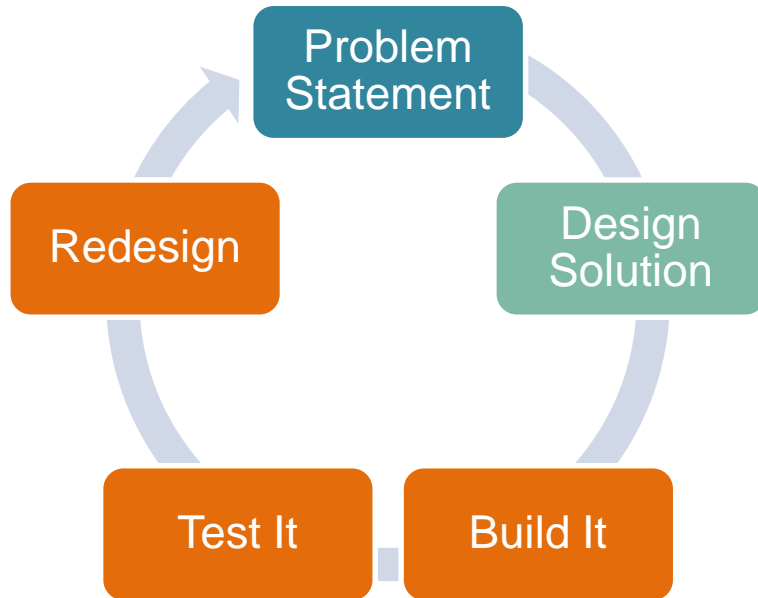 Problem
Statement
Design
Solution
Build It
Test It
Redesign